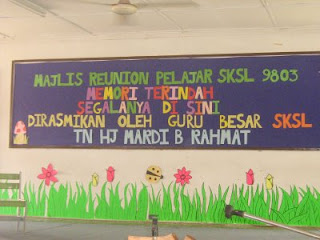 MAJLIS REUNION PELAJAR SKSL 9803
MEMORI TERINDAH
SEGALANYA DI SINI
DIRASMIKAN OLEH GURU BESAR SKSL
TN HJ MARDI B RAHMAT